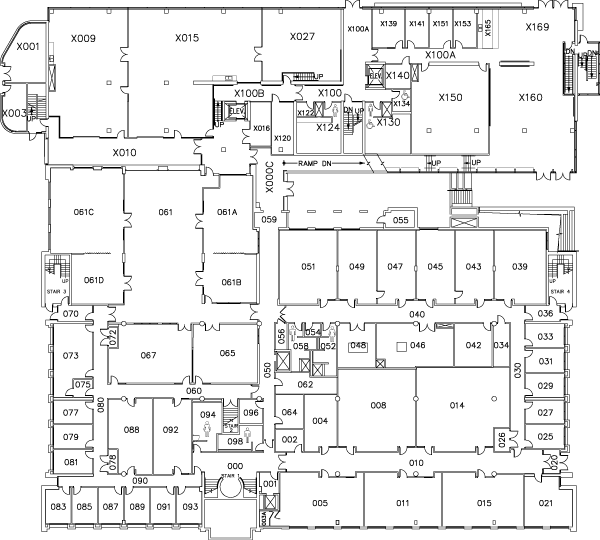 X139 X141 X151 X153 X165 X169
X001 X009 X015 X027 X100A
X100A
DN DN
ELEV. X140
UP
X003 X100B X100 X134 X150 X160
UP ELEV. X122 X124 DN UP X130
X016 X120
X010
RAMP DN UP UP
X000C
061C 061 061A 059 055
061D 061B 051 049 047 045 043 039
UP STAIR 3 UP STAIR 4
070 040 036
072 056 054 033
073 067 065 058 052 048 046 042 034
031
075 060 050 062 030 029
077 080 088 092 094 096 064 004 008 014 027
STAIR 2
079 098 002 026 025
081 078 000 010 020
090 STAIR 1 001
083 085 087 089 091 093 003A 005 011 015 021